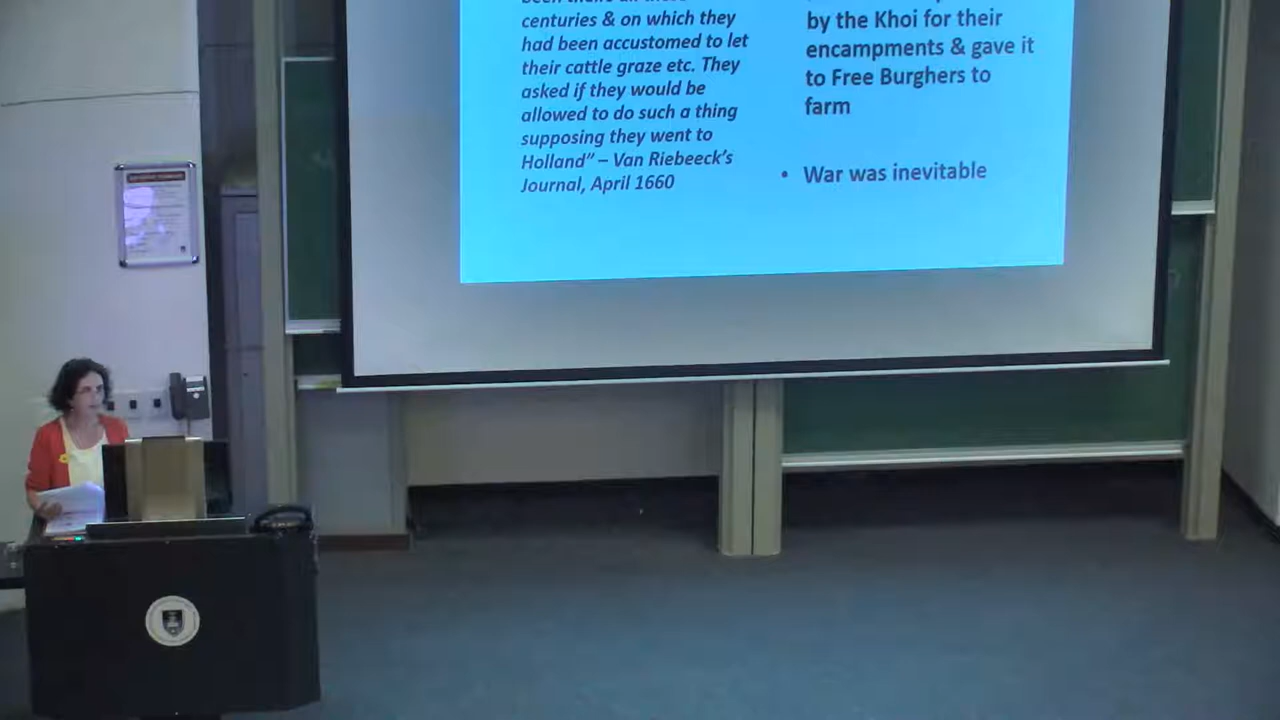 centuries & on which they
had been accustomed to let
their cattle graze etc. They
asked if they would be
allowed to do such a thing
supposing they went to
Holland” – Van Riebeeck’s
Journal, April 1660
by the Khoi for their
encampments & gave it
to Free Burghers to
farm
• War was inevitable